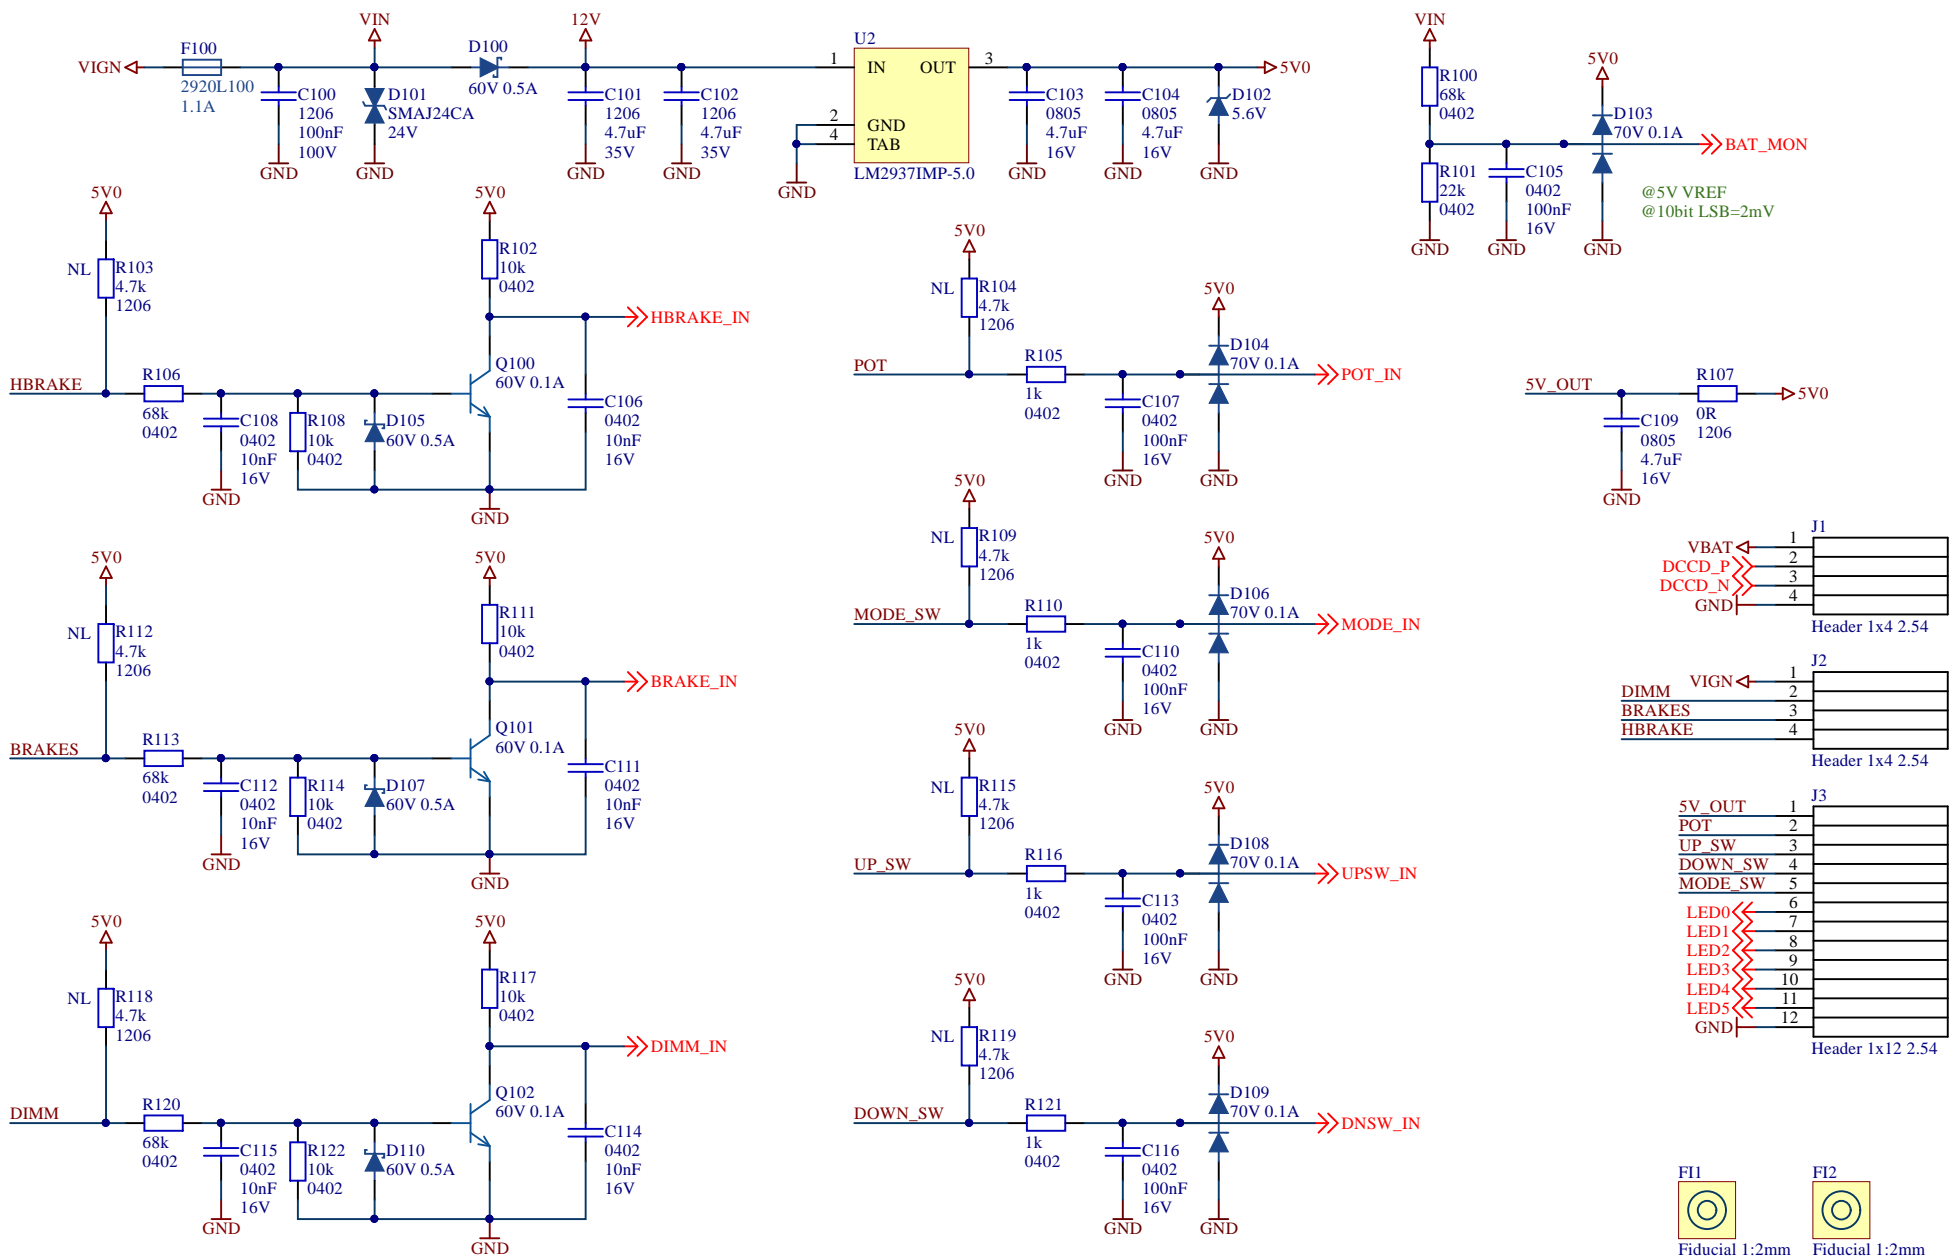 VIGN
F100
2920L100
1.1A
VIN
C100
1206
100nF
100V
GND
D101
SMAJ24CA
24V
GND
D100
60V 0.5A
12V
C101
1206
4.7uF
35V
GND
C102
1206
4.7uF
35V
GND
U2
1
IN
OUT
3
2
GND
4
TAB
LM2937IMP-5.0
GND
C103
0805
4.7uF
16V
GND
C104
0805
4.7uF
16V
GND
D102
5.6V
GND
5V0
VIN
R100
68k
0402
R101
22k
0402
GND
C105
0402
100nF
16V
GND
5V0
D103
70V 0.1A
GND
BAT_MON
@5V VREF
@10bit LSB=2mV
5V0
NL
R103
4.7k
1206
HBRAKE
R106
68k
0402
C108
0402
10nF
16V
GND
R108
10k
0402
D105
60V 0.5A
5V0
R102
10k
0402
Q100
60V 0.1A
GND
C106
0402
10nF
16V
HBRAKE_IN
5V0
NL
R104
4.7k
1206
POT
R105
1k
0402
C107
0402
100nF
16V
GND
5V0
D104
70V 0.1A
GND
POT_IN
5V_OUT
C109
0805
4.7uF
16V
GND
R107
0R
1206
5V0
5V0
NL
R109
4.7k
1206
MODE_SW
R110
1k
0402
C110
0402
100nF
16V
GND
5V0
D106
70V 0.1A
GND
MODE_IN
J1
VBAT
1
DCCD_P
2
DCCD_N
3
GND
4
Header 1x4 2.54
5V0
NL
R112
4.7k
1206
BRAKES
R113
68k
0402
C112
0402
10nF
16V
GND
R114
10k
0402
D107
60V 0.5A
5V0
R111
10k
0402
Q101
60V 0.1A
GND
C111
0402
10nF
16V
BRAKE_IN
J2
VIGN
1
DIMM
2
BRAKES
3
HBRAKE
4
Header 1x4 2.54
5V0
NL
R115
4.7k
1206
UP_SW
R116
1k
0402
C113
0402
100nF
16V
GND
5V0
D108
70V 0.1A
GND
UPSW_IN
J3
5V_OUT
1
POT
2
UP_SW
3
DOWN_SW
4
MODE_SW
5
LED0
6
LED1
7
LED2
8
LED3
9
LED4
10
LED5
11
GND
12
Header 1x12 2.54
5V0
NL
R118
4.7k
1206
DIMM
R120
68k
0402
C115
0402
10nF
16V
GND
R122
10k
0402
D110
60V 0.5A
5V0
R117
10k
0402
Q102
60V 0.1A
GND
C114
0402
10nF
16V
DIMM_IN
5V0
NL
R119
4.7k
1206
DOWN_SW
R121
1k
0402
C116
0402
100nF
16V
GND
5V0
D109
70V 0.1A
GND
DNSW_IN
FI1
Fiducial 1:2mm
FI2
Fiducial 1:2mm